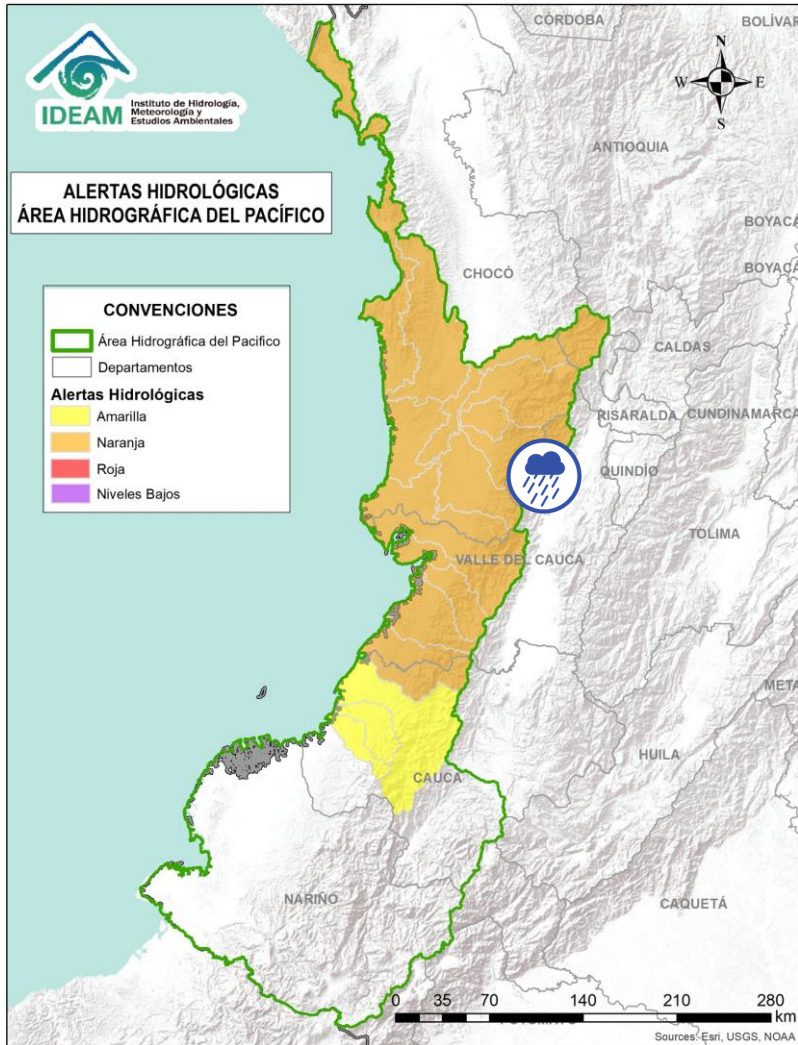 IDEAM
Instituto de Hidrología,
Meteorología y
Estudios Ambientales
ALERTAS HIDROLÓGICAS
ÁREA HIDROGRÁFICA DEL PACÍFICO
CONVENCIONES
Área Hidrográfica del Pacifico
Departamentos
Alertas Hidrológicas
Amarilla
Naranja
Roja
Niveles Bajos
N
W
E
S
CÓRDOBA
BOLÍVAR
ANTIOQUIA
BOYACÁ
BOYACÁ
CHOCÓ
CALDAS
RISARALDA
CUNDINAMARCA
QUINDÍO
TOLIMA
VALLE DEL CAUCA
META
HUILA
CAUCA
NARIÑO
CAQUETÁ
0 35 70 140 210 280
km
Sources: Esri, USGS, NOAA